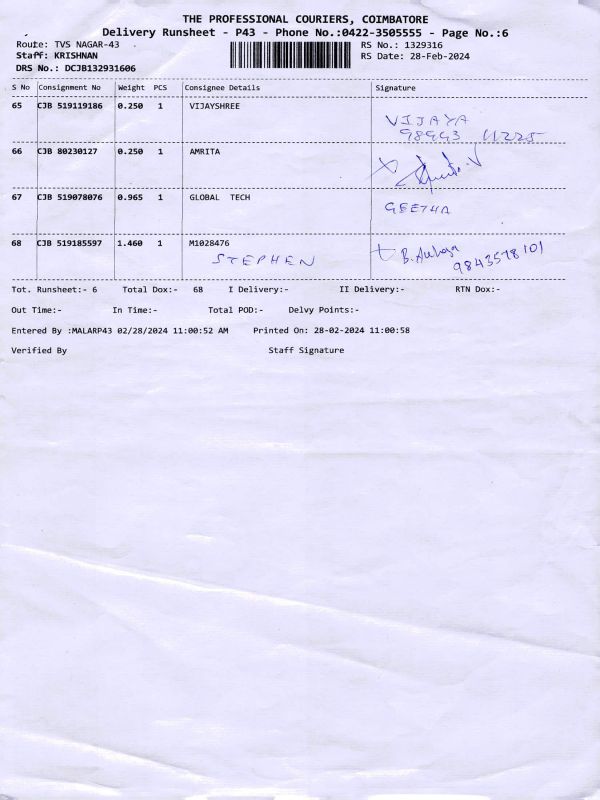 THE PROFESSIONAL COURIERS, COIMBATORE
Delivery Runsheet - P43 - Phone No.:0422-3505555 - Page No.:6
Route: TVS NAGAR-43 RS No.: 1329316
Staff: KRISHNAN RS Date: 28-Feb-2024
DRS No.: DCJB132931606
S No Consignment No Weight PCS Consignee Details Signature
65 CJB 519119186 0.250 1 VIJAYSHREE
VIJAYA
98943
66 CJB 80230127 0.250 1 AMRITA
67 CJB 519078076 0.965 1 GLOBAL TECH
GEETHA
68 CJB 519185597 1.460 1 M1028476
STEPHEN
9843578101
Tot. Runsheet:- 6 Total Dox:- 68 I Delivery:- II Delivery:- RTN Dox:-
Out Time:- In Time:- Total POD:- Delvy Points:-
Entered By :MALARP43 02/28/2024 11:00:52 AM Printed On: 28-02-2024 11:00:58
Verified By Staff Signature